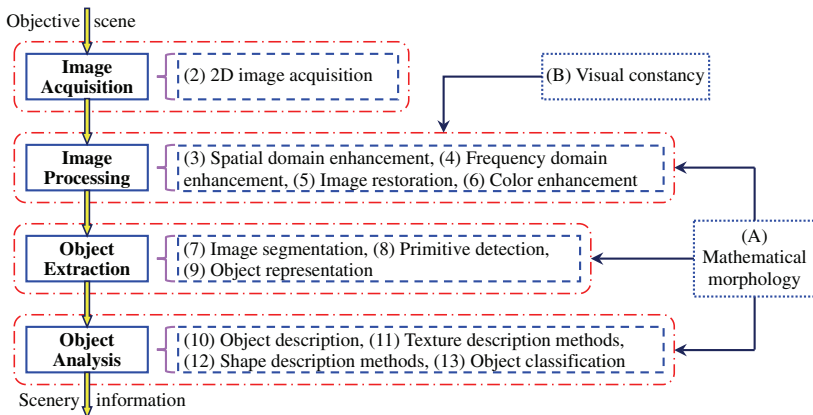 Objective scene
Image
Acquisition
(2) 2D image acquisition
(B) Visual constancy
Image
Processing
(3) Spatial domain enhancement, (4) Frequency domain
enhancement, (5) Image restoration, (6) Color enhancement
Object
Extraction
(7) Image segmentation, (8) Primitive detection,
(9) Object representation
(A)
Mathematical
morphology
Object
Analysis
(10) Object description, (11) Texture description methods,
(12) Shape description methods, (13) Object classification
Scenery information